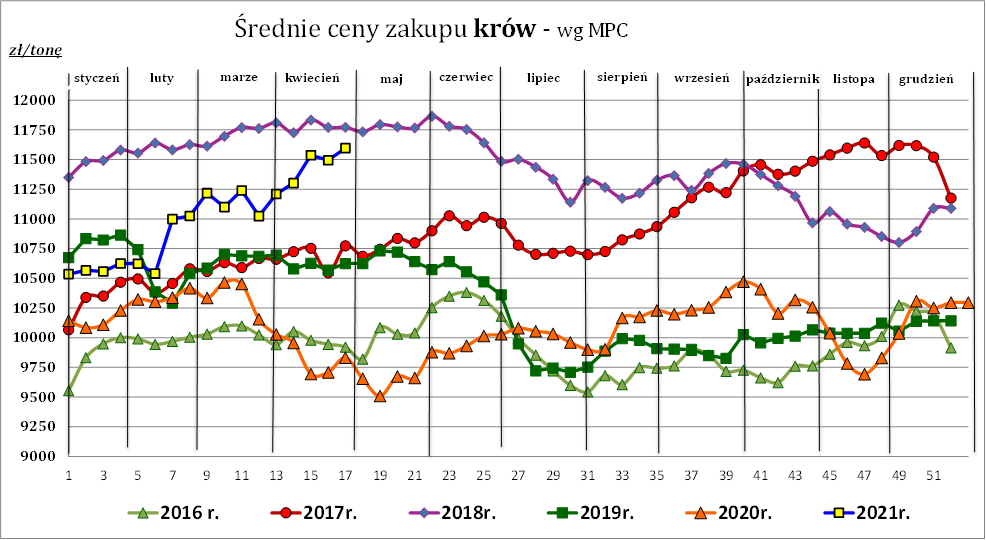 Średnie ceny zakupu krów - wg MPC
zł/tonę
styczeń luty marze kwiecień maj czerwiec lipiec sierpień wrzesień październik listopa grudzień
12000
11750
11500
11250
11000
10750
10500
10250
10000
9750
9500
9250
9000
1 3 5 7 9 11 13 15 17 19 21 23 25 27 29 31 33 35 37 39 41 43 45 47 49 51
2016 r. 2017r. 2018r. 2019r. 2020r. 2021r.